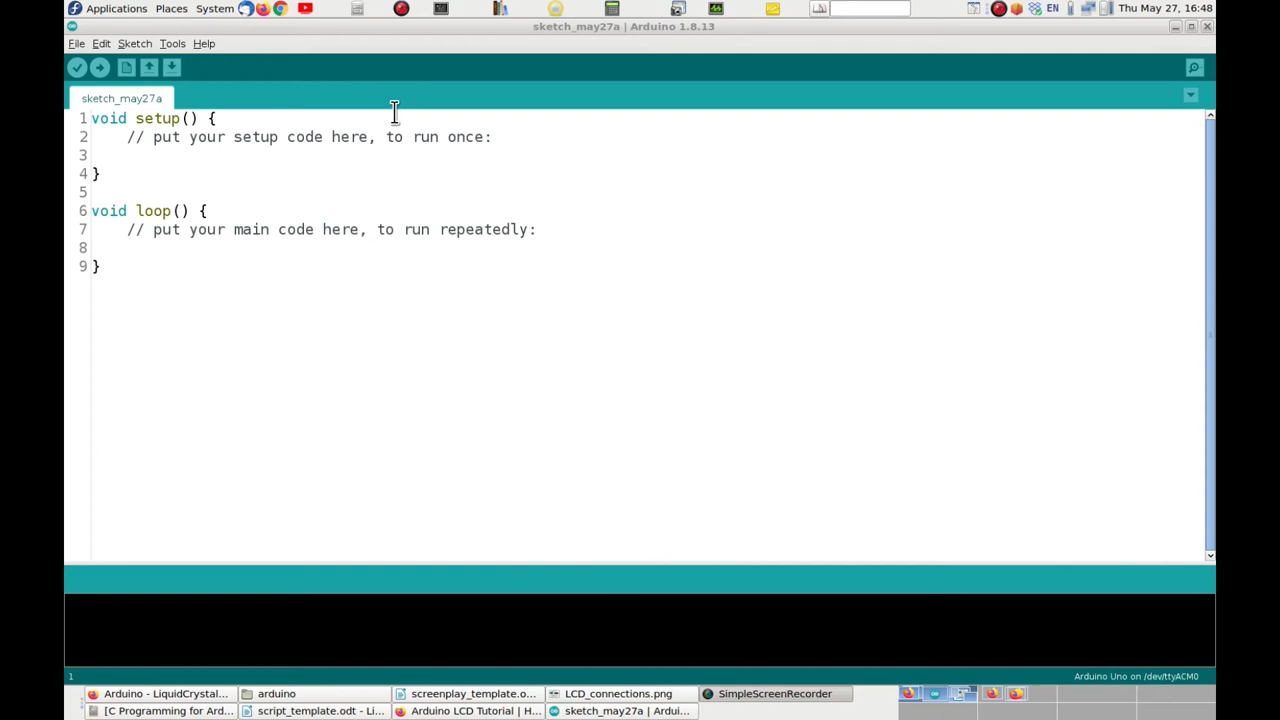 Applications Places System EN Thu May 27, 16:48
sketch_may27a | Arduino 1.8.13
File Edit Sketch Tools Help
sketch_may27a
1 void setup() {
2 // put your setup code here, to run once:
3
4 }
5
6 void loop() {
7 // put your main code here, to run repeatedly:
8
9 }
1 Arduino Uno on /dev/ttyACM0
Arduino - LiquidCrystal... arduino screenplay_template.o... LCD_connections.png SimpleScreenRecorder
[C Programming for Ard... script_template.odt - Li... Arduino LCD Tutorial | H... sketch_may27a | Ardui...